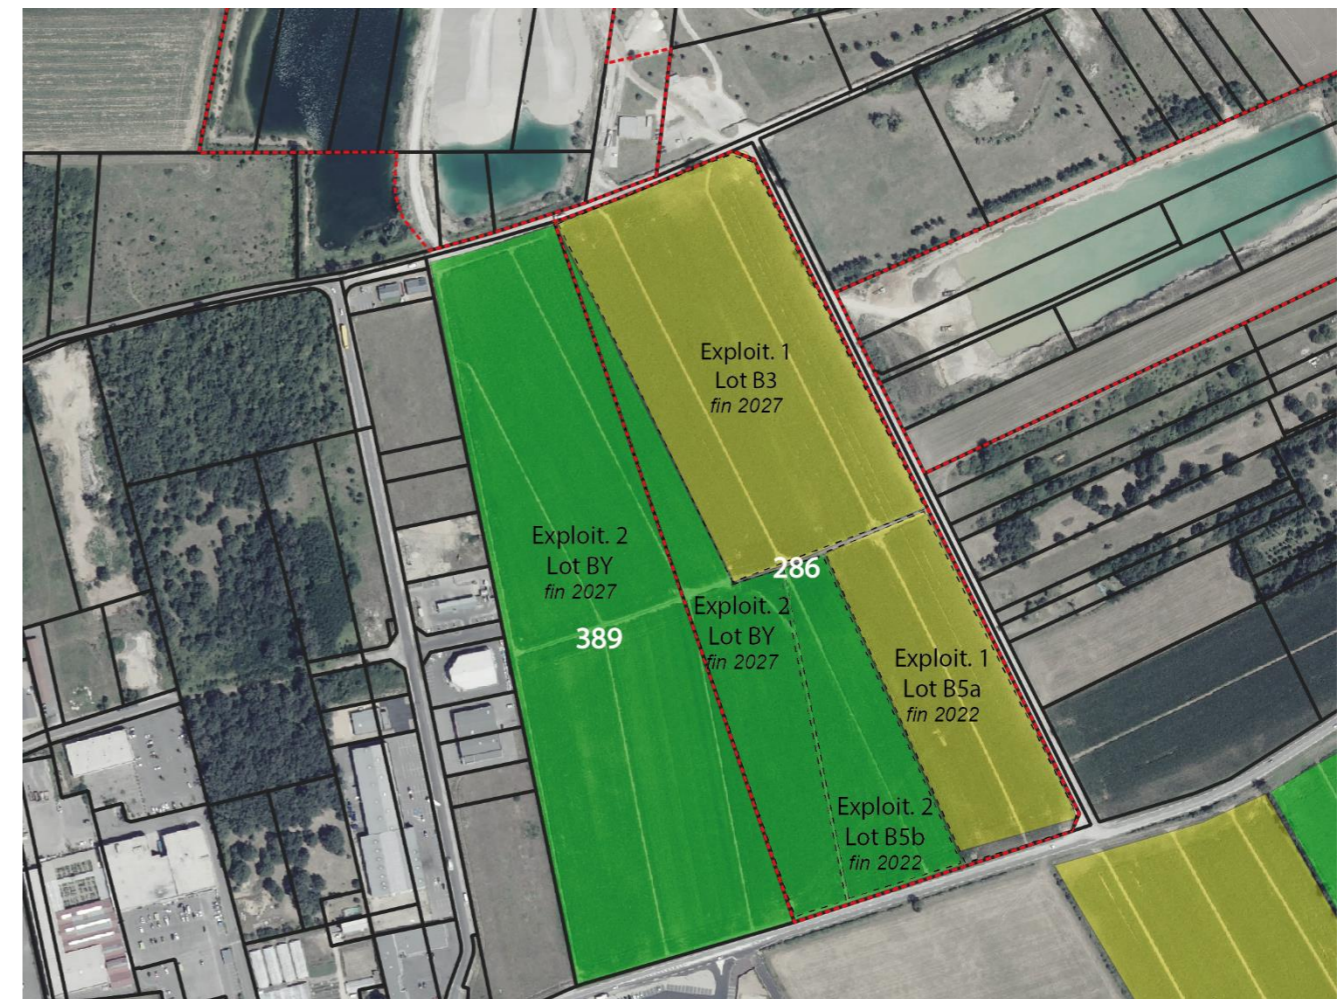 Exploit. 1
Lot B3
fin 2027
Exploit. 2
Lot BY
fin 2027
389
286
Exploit. 2
Lot BY
fin 2027
Exploit. 1
Lot B5a
fin 2022
Exploit. 2
Lot B5b
fin 2022